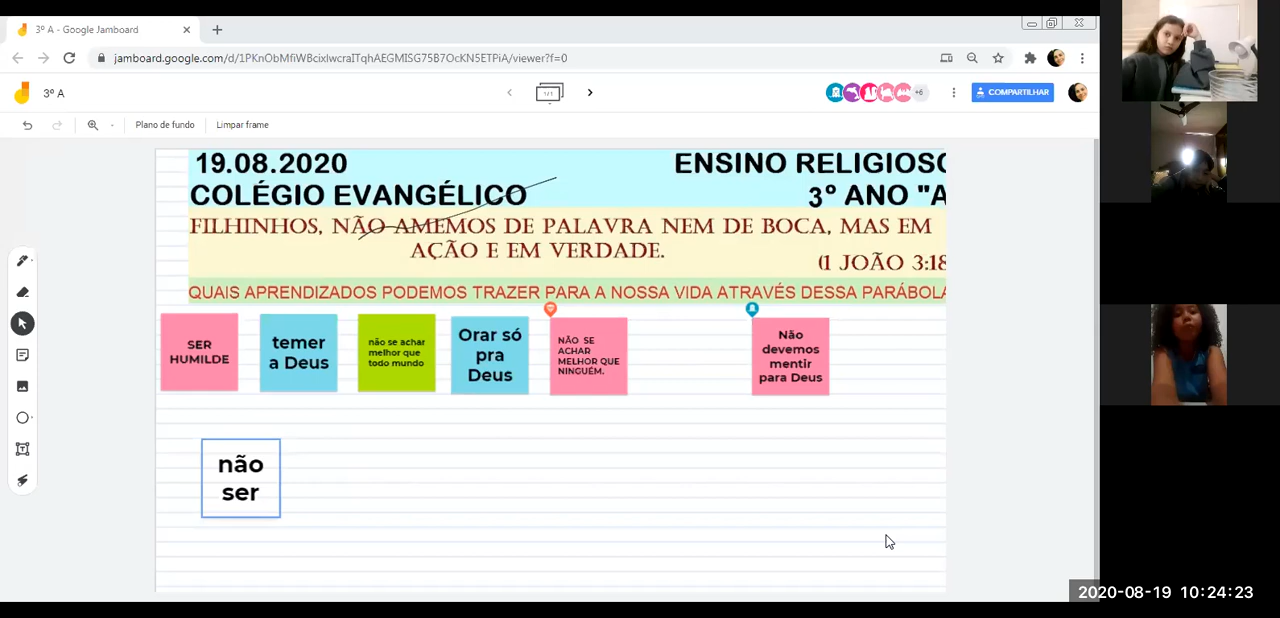 3º A - Google Jamboard
jamboard.google.com/d/1PKnObMfiWBcixlwcraITqhAEGMISG75B7OcKN5ETPiA/viewer?f=0
3º A
1/1
+6
COMPARTILHAR
Plano de fundo
Limpar frame
19.08.2020
ENSINO RELIGIOSO
COLÉGIO EVANGÉLICO
3º ANO "A
FILHINHOS, NÃO AMEMOS DE PALAVRA NEM DE BOCA, MAS EM
AÇÃO E EM VERDADE.
(1 JOÃO 3:18
QUAIS APRENDIZADOS PODEMOS TRAZER PARA A NOSSA VIDA ATRAVÉS DESSA PARÁBOLA
SER
HUMILDE
temer
a Deus
não se achar
melhor que
todo mundo
Orar só
pra
Deus
NÃO SE
ACHAR
MELHOR QUE
NINGUÉM.
Não
devemos
mentir
para Deus
não
ser
2020-08-19 10:24:23